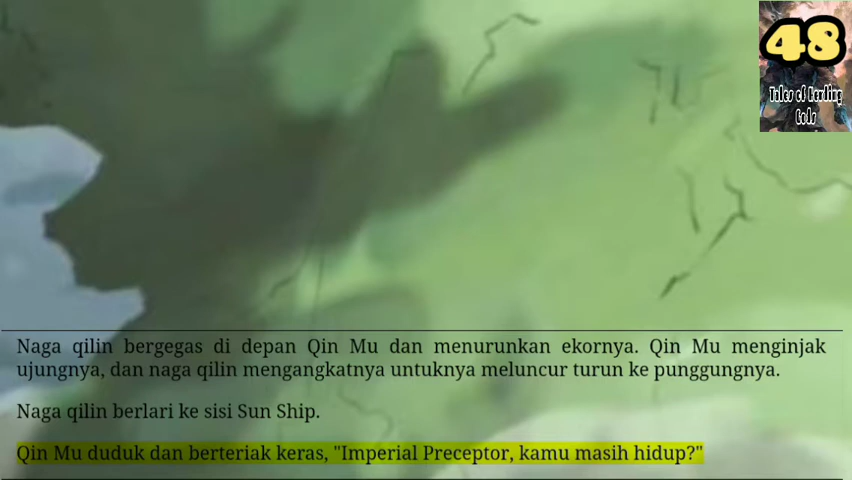 48
Tales of Herding
Gods
Naga qilin bergegas di depan Qin Mu dan menurunkan ekornya. Qin Mu menginjak
ujungnya, dan naga qilin mengangkatnya untuknya meluncur turun ke punggungnya.
Naga qilin berlari ke sisi Sun Ship.
Qin Mu duduk dan berteriak keras, "Imperial Preceptor, kamu masih hidup?"